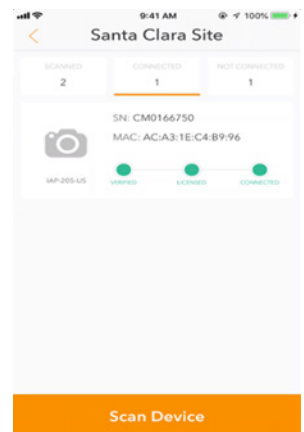 9:41 AM 100%
Santa Clara Site
SCANNED CONNECTED NOT CONNECTED
2 1 1
SN: CM0166750
MAC: AC:A3:1E:C4:B9:96
IAP-205-US VERIFIED LICENSED CONNECTED
Scan Device